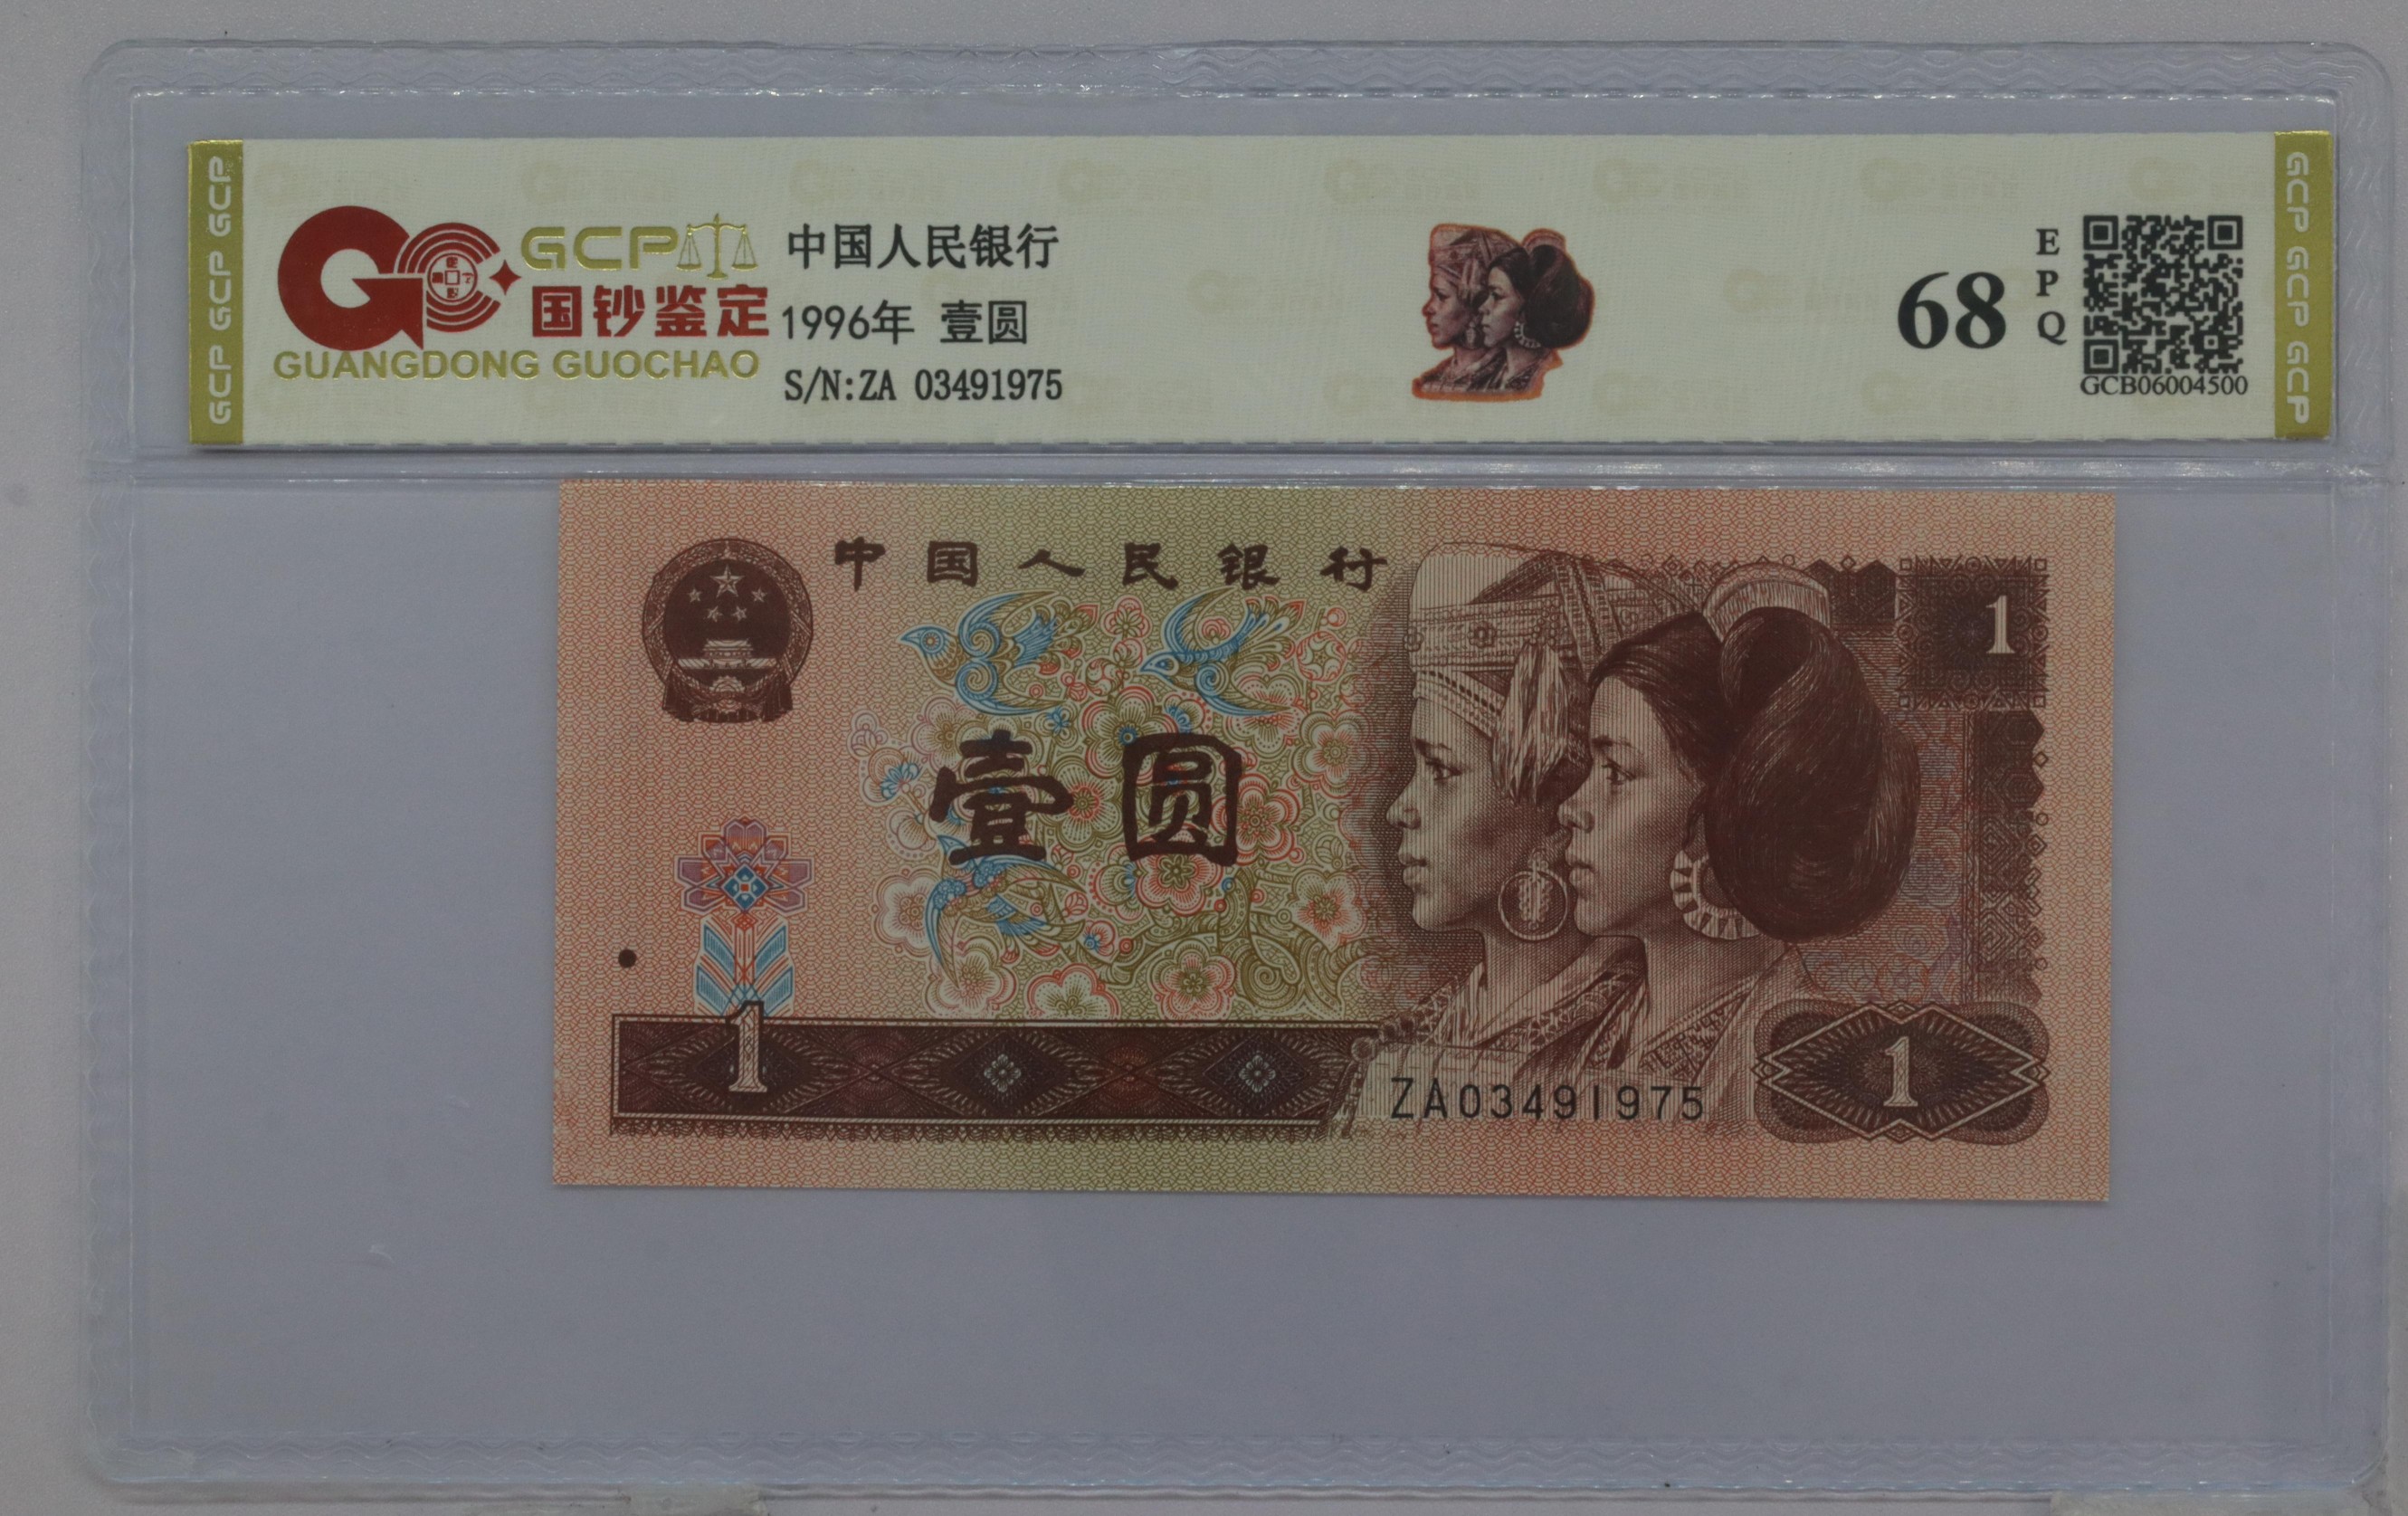 GCP GCP GCP
GCP
国钞鉴定
GUANGDONG GUOCHAO
中国人民银行
1996年 壹圆
S/N:ZA 03491975
68
EPQ
GCB06004500
GCP GCP GCP
中国人民银行
1
壹圆
1
ZA03491975
1